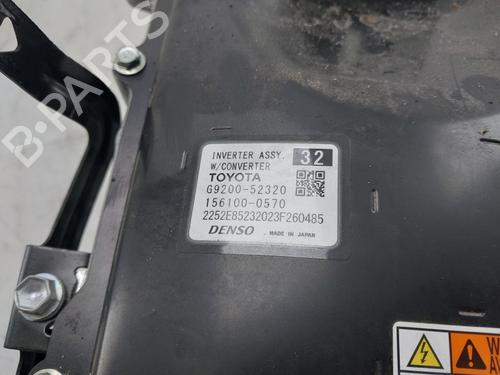 INVERTER ASSY. 32
W/CONVERTER
TOYOTA
G9200-52320
156100-0570
2252E85232023F260485
DENSO MADE IN JAPAN
B-PARTS